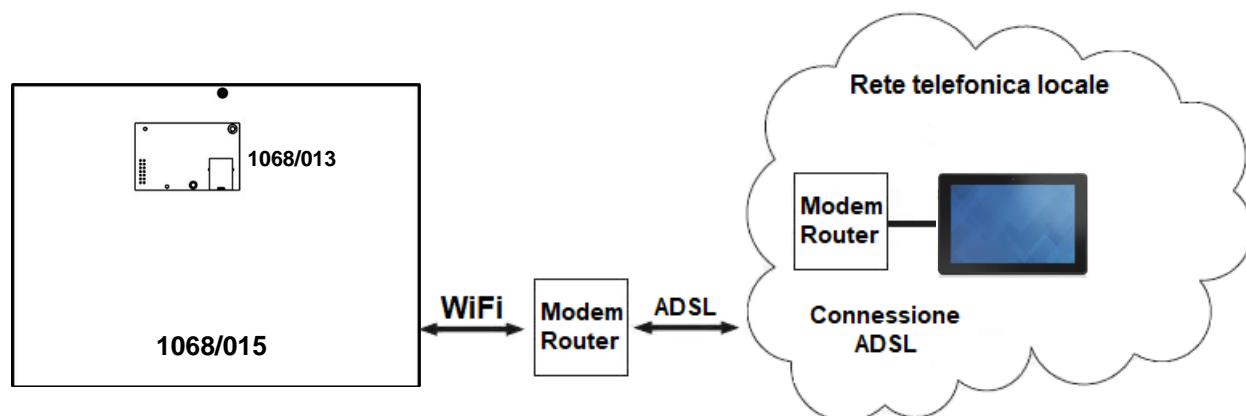 1068/013
1068/015
WiFi
Modem
Router
ADSL
Rete telefonica locale
Modem
Router
Connessione
ADSL